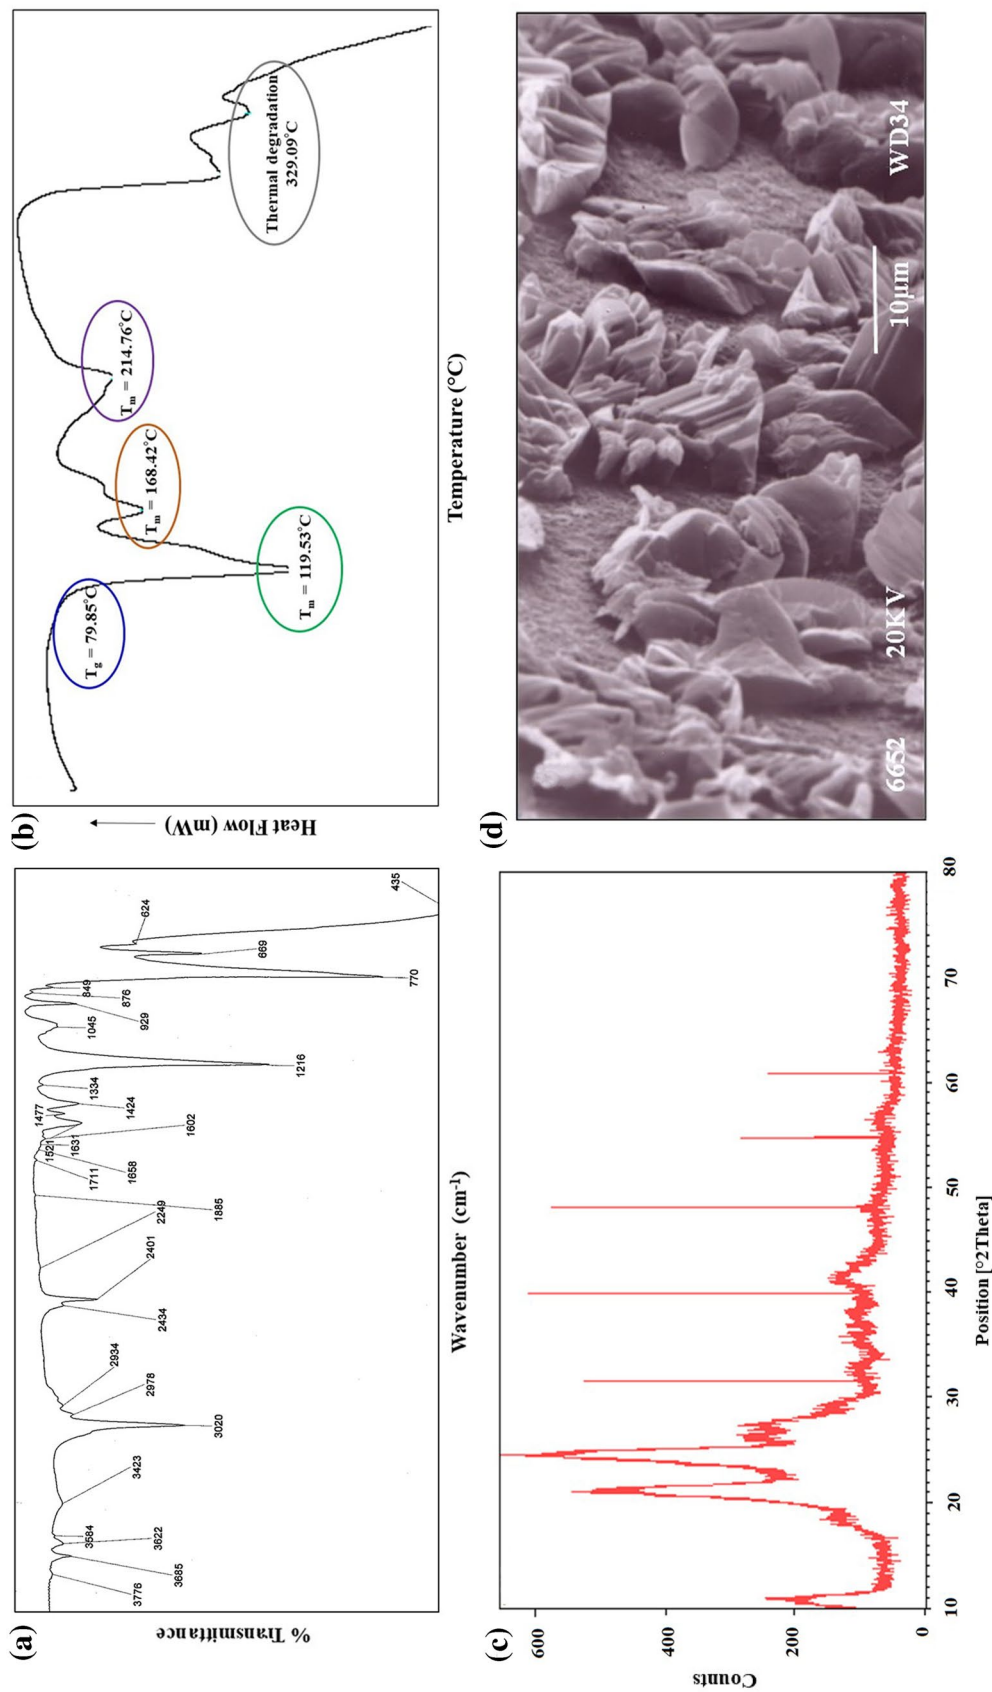 (a)
% Transmittance
3776
3685
3622
3584
3423
3020
2978
2934
2434
2401
2249
1885
1711
1658
1631
1521
1602
1477
1424
1334
1216
1045
929
876
849
770
669
624
435
Wavenumber (cm-1)
(b)
Heat Flow (mW)
Tg = 79.85°C
Tm = 119.53°C
Tm = 168.42°C
Tm = 214.76°C
Thermal degradation
329.09°C
Temperature (°C)
(c)
Counts
600
400
200
0
10 20 30 40 50 60 70 80
Position [°2Theta]
(d)
6652 20KV 10μm WD34